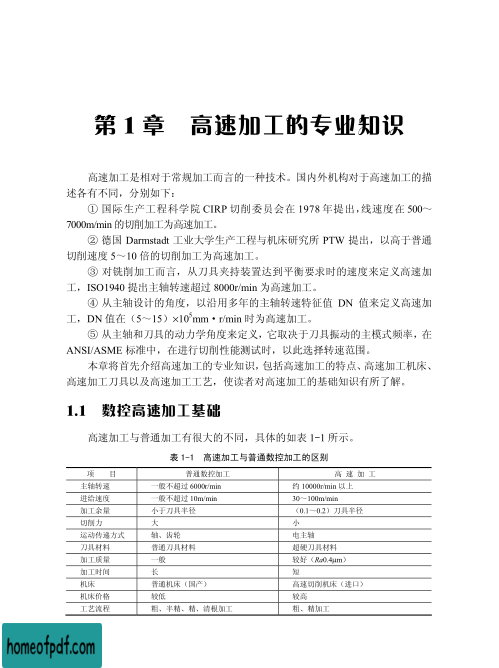 第 1 章　高速加工的专业知识
高速加工是相对于常规加工而言的一种技术。国内外机构对于高速加工的描
述各有不同，分别如下：
① 国际生产工程科学院 CIRP 切削委员会在 1978 年提出，线速度在 500～
7000m/min 的切削加工为高速加工。
② 德国 Darmstadt 工业大学生产工程与机床研究所 PTW 提出，以高于普通
切削速度 5～10 倍的切削加工为高速加工。
③ 对铣削加工而言，从刀具夹持装置达到平衡要求时的速度来定义高速加
工，ISO1940 提出主轴转速超过 8000r/min 为高速加工。
④ 从主轴设计的角度，以沿用多年的主轴转速特征值 DN 值来定义高速加
工，DN 值在（5～15）×10⁵mm·r/min 时为高速加工。
⑤ 从主轴和刀具的动力学角度来定义，它取决于刀具振动的主模式频率，在
ANSI/ASME 标准中，在进行切削性能测试时，以此选择转速范围。
本章将首先介绍高速加工的专业知识，包括高速加工的特点、高速加工机床、
高速加工刀具以及高速加工工艺，使读者对高速加工的基础知识有所了解。
1.1　数控高速加工基础
高速加工与普通加工有很大的不同，具体的如表 1-1 所示。
表 1-1　高速加工与普通数控加工的区别
项　目　普通数控加工　高 速 加 工
主轴转速　一般不超过 6000r/min　约 10000r/min 以上
进给速度　一般不超过 10m/min　30～100m/min
加工余量　小于刀具半径　（0.1～0.2）刀具半径
切削力　大　小
运动传递方式　轴、齿轮　电主轴
刀具材料　普通刀具材料　超硬刀具材料
加工质量　一般　较好（Ra0.4μm）
加工时间　长　短
机床　普通机床（国产）　高速切削机床（进口）
机床价格　较低　较高
工艺流程　粗、半精、精、清根加工　粗、精加工
homeofpdf.com